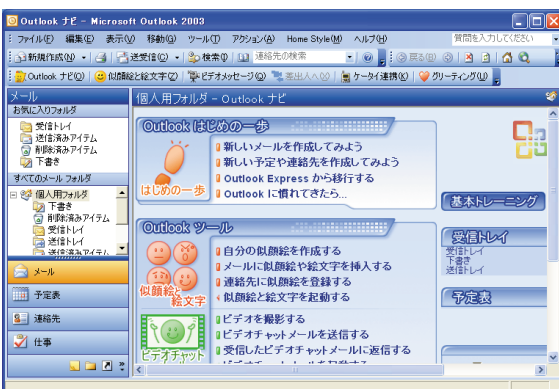 Outlook ナビ - Microsoft Outlook 2003
ファイル(F) 編集(E) 表示(V) 移動(G) ツール(T) アクション(A) Home Style(M) ヘルプ(H) 質問を入力してください
新規作成(N) 送受信(C) 検索(I) 連絡先の検索 戻る(B)
Outlook ナビ(O) 似顔絵と絵文字(Z) ビデオメッセージ(Q) 差出人へ(X) ケータイ連携(K) グリーティング(U)
メール
お気に入りフォルダ
受信トレイ
送信済みアイテム
削除済みアイテム
下書き
すべてのメール フォルダ
個人用フォルダ
下書き
削除済みアイテム
受信トレイ
送信トレイ
送信済みアイテム
メール
予定表
連絡先
仕事
個人用フォルダ - Outlook ナビ
Outlook はじめの一歩
はじめの一歩
新しいメールを作成してみよう
新しい予定や連絡先を作成してみよう
Outlook Express から移行する
Outlook に慣れてきたら...
Outlook ツール
似顔絵と
絵文字
自分の似顔絵を作成する
メールに似顔絵や絵文字を挿入する
連絡先に似顔絵を登録する
似顔絵と絵文字を起動する
ビデオチャット
ビデオを撮影する
ビデオチャットメールを送信する
受信したビデオチャットメールに返信する
基本トレーニング
受信トレイ
受信トレイ
下書き
送信トレイ
予定表